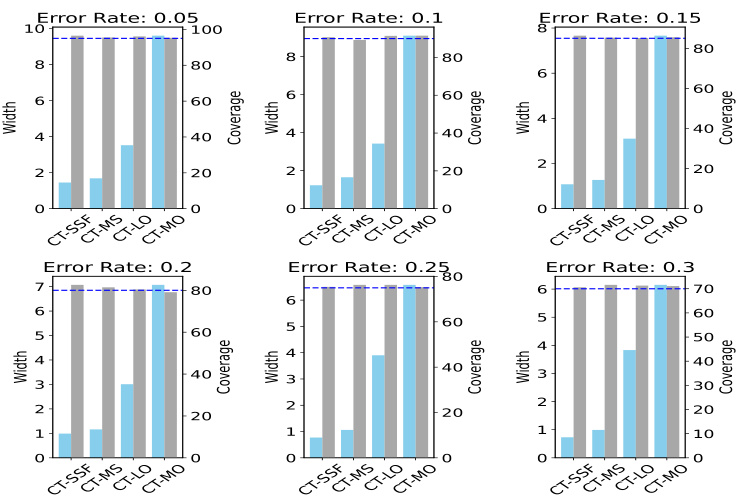 Error Rate: 0.05
Width
10
8
6
4
2
0
100
80
60
40
20
0
Coverage
CT-SSF
CT-MS
CT-LO
CT-MO
Error Rate: 0.1
Width
8
6
4
2
0
80
60
40
20
0
Coverage
CT-SSF
CT-MS
CT-LO
CT-MO
Error Rate: 0.15
Width
8
6
4
2
0
80
60
40
20
0
Coverage
CT-SSF
CT-MS
CT-LO
CT-MO
Error Rate: 0.2
Width
7
6
5
4
3
2
1
0
80
60
40
20
0
Coverage
CT-SSF
CT-MS
CT-LO
CT-MO
Error Rate: 0.25
Width
6
5
4
3
2
1
0
80
60
40
20
0
Coverage
CT-SSF
CT-MS
CT-LO
CT-MO
Error Rate: 0.3
Width
6
5
4
3
2
1
0
70
60
50
40
30
20
10
0
Coverage
CT-SSF
CT-MS
CT-LO
CT-MO